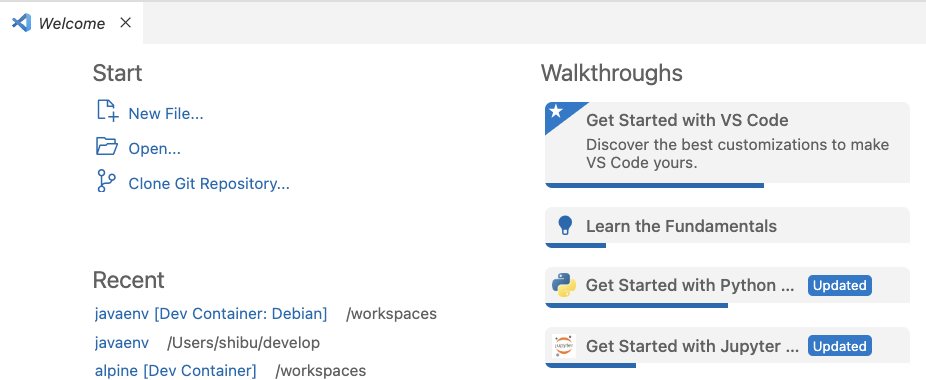 Welcome
Start
New File...
Open...
Clone Git Repository...
Recent
javaenv [Dev Container: Debian] /workspaces
javaenv /Users/shibu/develop
alpine [Dev Container] /workspaces
Walkthroughs
Get Started with VS Code
Discover the best customizations to make
VS Code yours.
Learn the Fundamentals
Get Started with Python ... Updated
jupyter
Get Started with Jupyter ... Updated